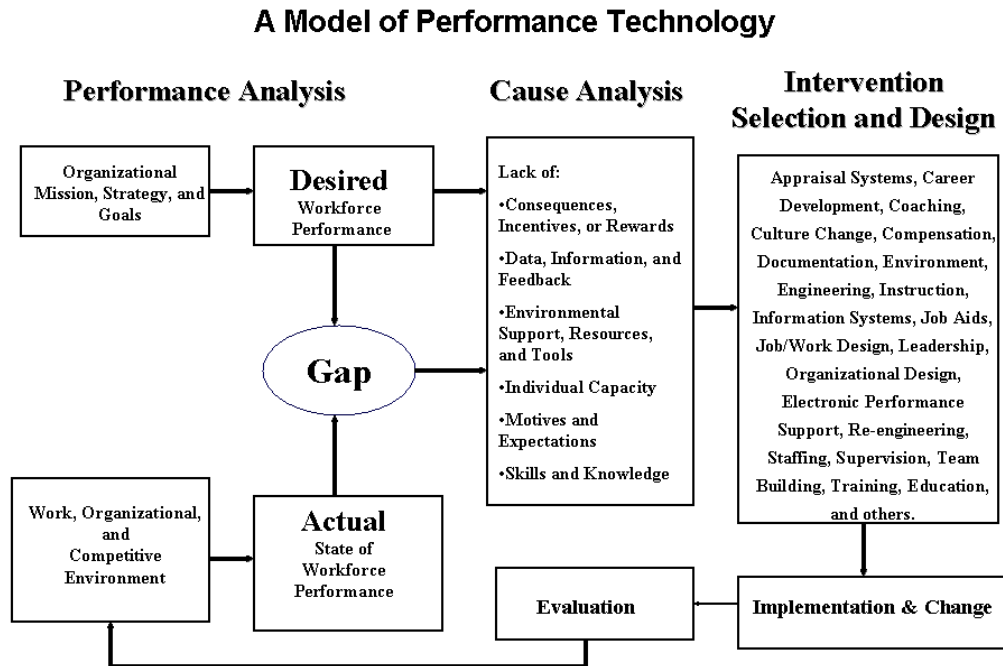 A Model of Performance Technology
Performance Analysis
Cause Analysis
Intervention
Selection and Design
Organizational
Mission, Strategy, and
Goals
Desired
Workforce
Performance
Gap
Work, Organizational,
and
Competitive
Environment
Actual
State of
Workforce
Performance
Lack of:
•Consequences,
Incentives, or Rewards
•Data, Information, and
Feedback
•Environmental
Support, Resources,
and Tools
•Individual Capacity
•Motives and
Expectations
•Skills and Knowledge
Appraisal Systems, Career
Development, Coaching,
Culture Change, Compensation,
Documentation, Environment,
Engineering, Instruction,
Information Systems, Job Aids,
Job/Work Design, Leadership,
Organizational Design,
Electronic Performance
Support, Re-engineering,
Staffing, Supervision, Team
Building, Training, Education,
and others.
Implementation & Change
Evaluation